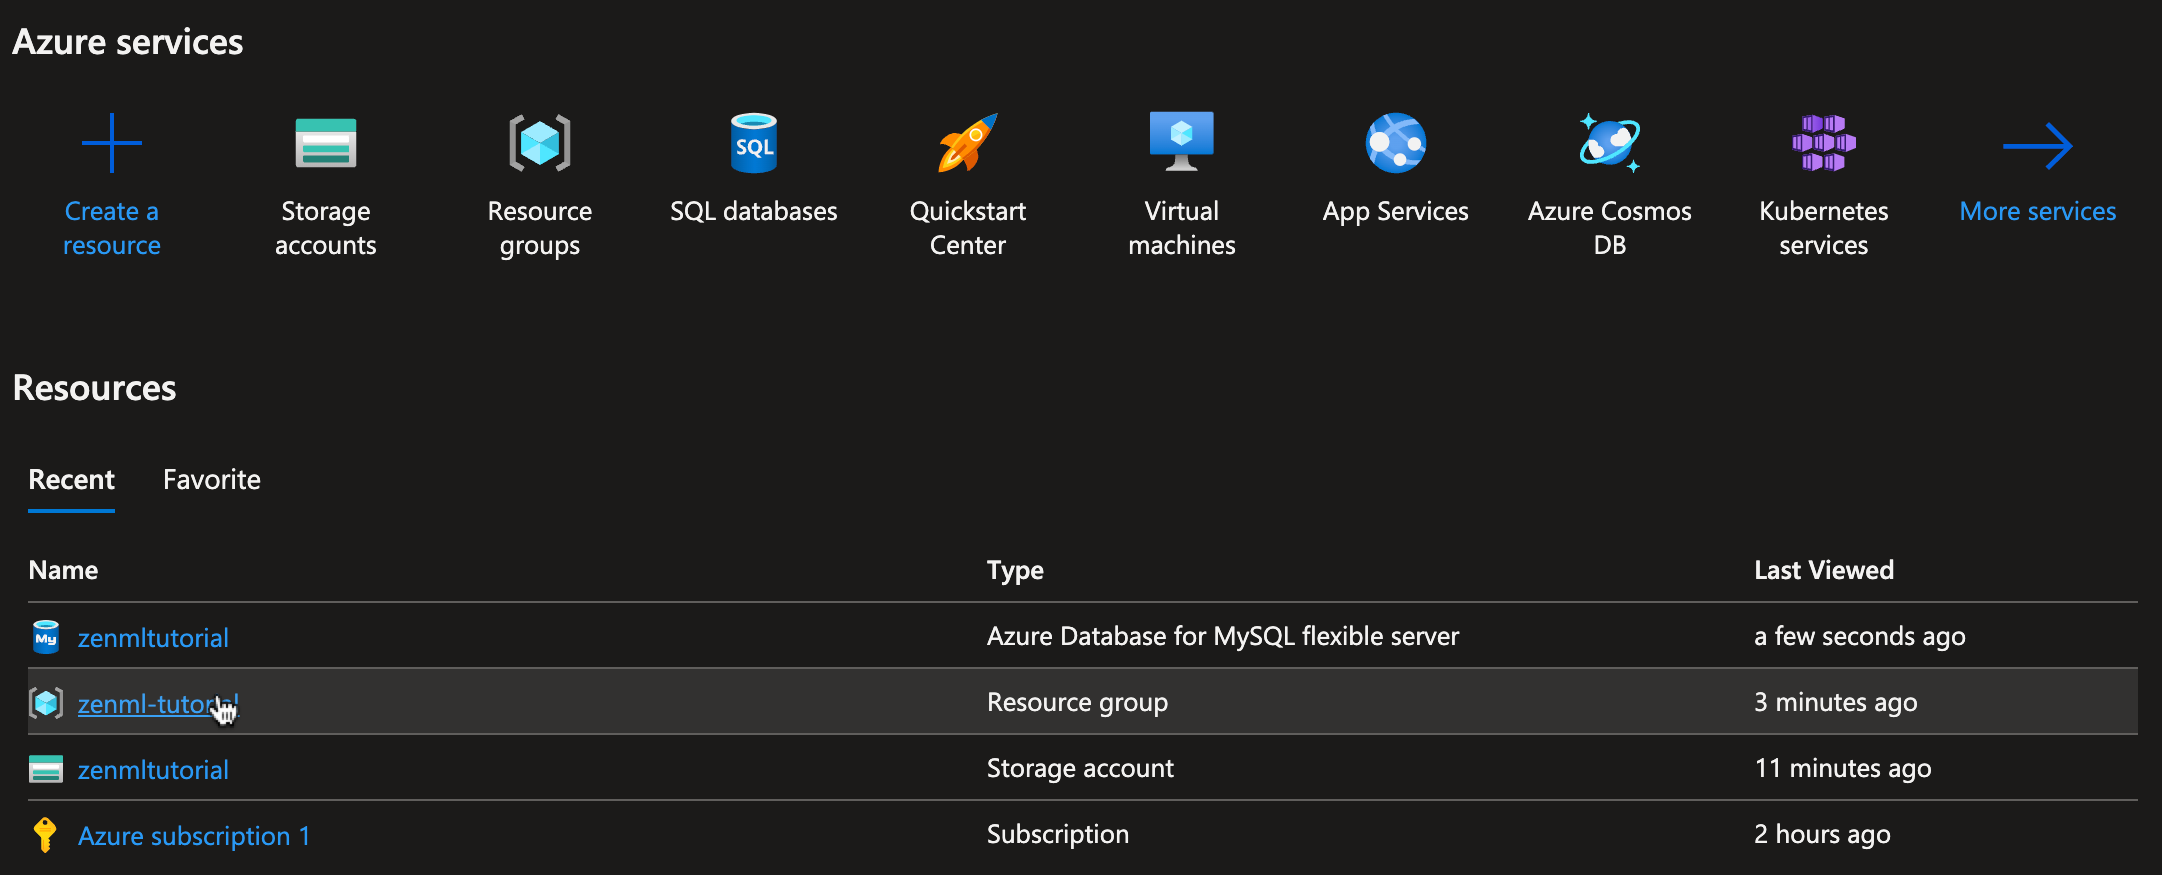 Azure services
Create a
resource
Storage
accounts
Resource
groups
SQL
SQL databases
Quickstart
Center
Virtual
machines
App Services
Azure Cosmos
DB
Kubernetes
services
More services
Resources
Recent Favorite
Name Type Last Viewed
My zenmltutorial Azure Database for MySQL flexible server a few seconds ago
zenml-tutorial Resource group 3 minutes ago
zenmltutorial Storage account 11 minutes ago
Azure subscription 1 Subscription 2 hours ago